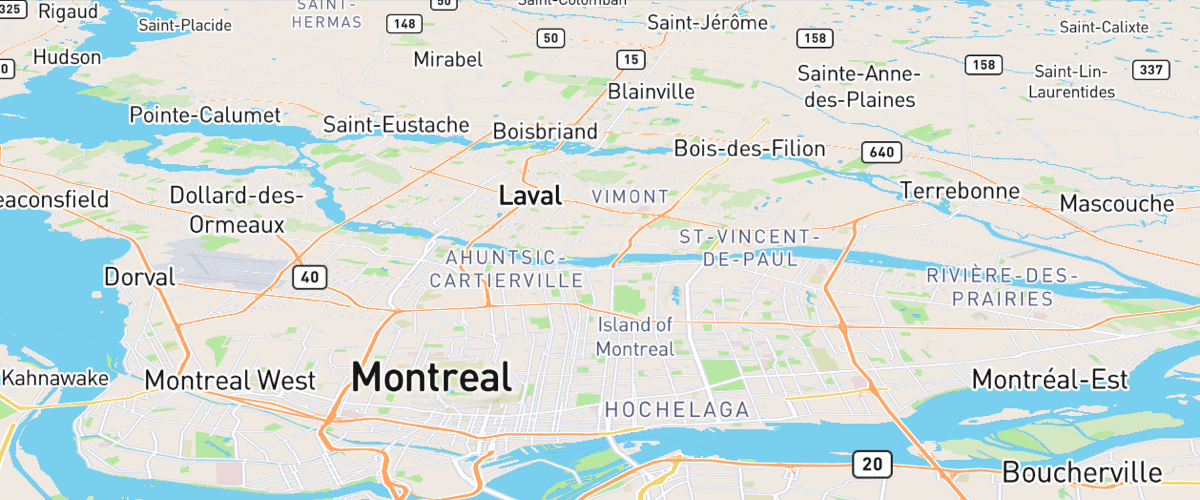 325
Rigaud
Saint-Placide
SAINT-
HERMAS
148
50
Saint-Colomban
50
Saint-Jérôme
158
Saint-Calixte
Hudson
0
Mirabel
15
158
337
Sainte-Anne-
des-Plaines
Saint-Lin-
Laurentides
Blainville
Pointe-Calumet
Saint-Eustache
Boisbriand
Bois-des-Filion
640
Dollard-des-
Ormeaux
Laval
VIMONT
Terrebonne
Mascouche
eaconsfield
ST-VINCENT-
DE-PAUL
AHUNTSIC-
CARTIERVILLE
Dorval
40
RIVIÈRE-DES-
PRAIRIES
Island of
Montreal
Kahnawake
Montreal West
Montreal
Montréal-Est
HOCHELAGA
20
Boucherville